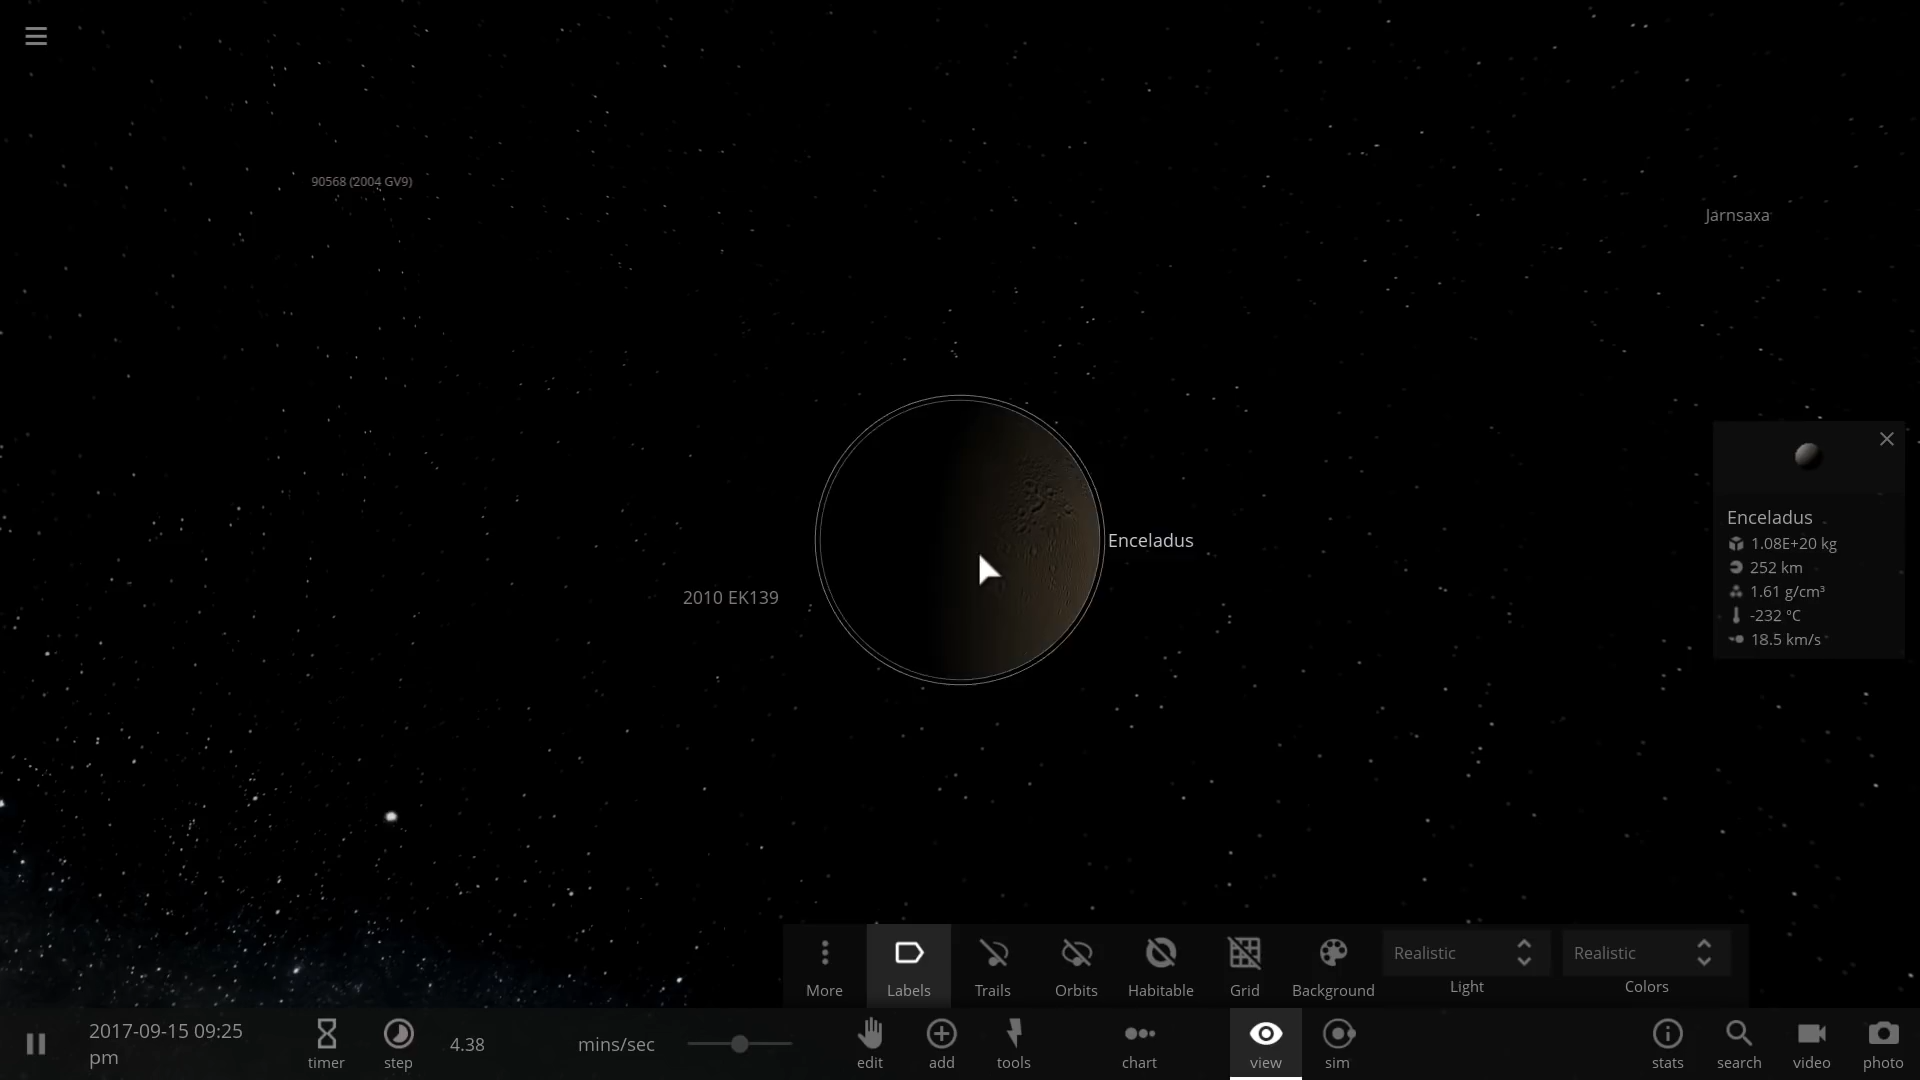 90568 (2004 GV9)
Jarnsaxa
Enceladus
2010 EK139
Enceladus
1.08E+20 kg
252 km
1.61 g/cm³
-232 °C
18.5 km/s
More
Labels
Trails
Orbits
Habitable
Grid
Background
Realistic
Light
Realistic
Colors
2017-09-15 09:25
pm
timer
step
4.38
mins/sec
edit
add
tools
chart
view
sim
stats
search
video
photo